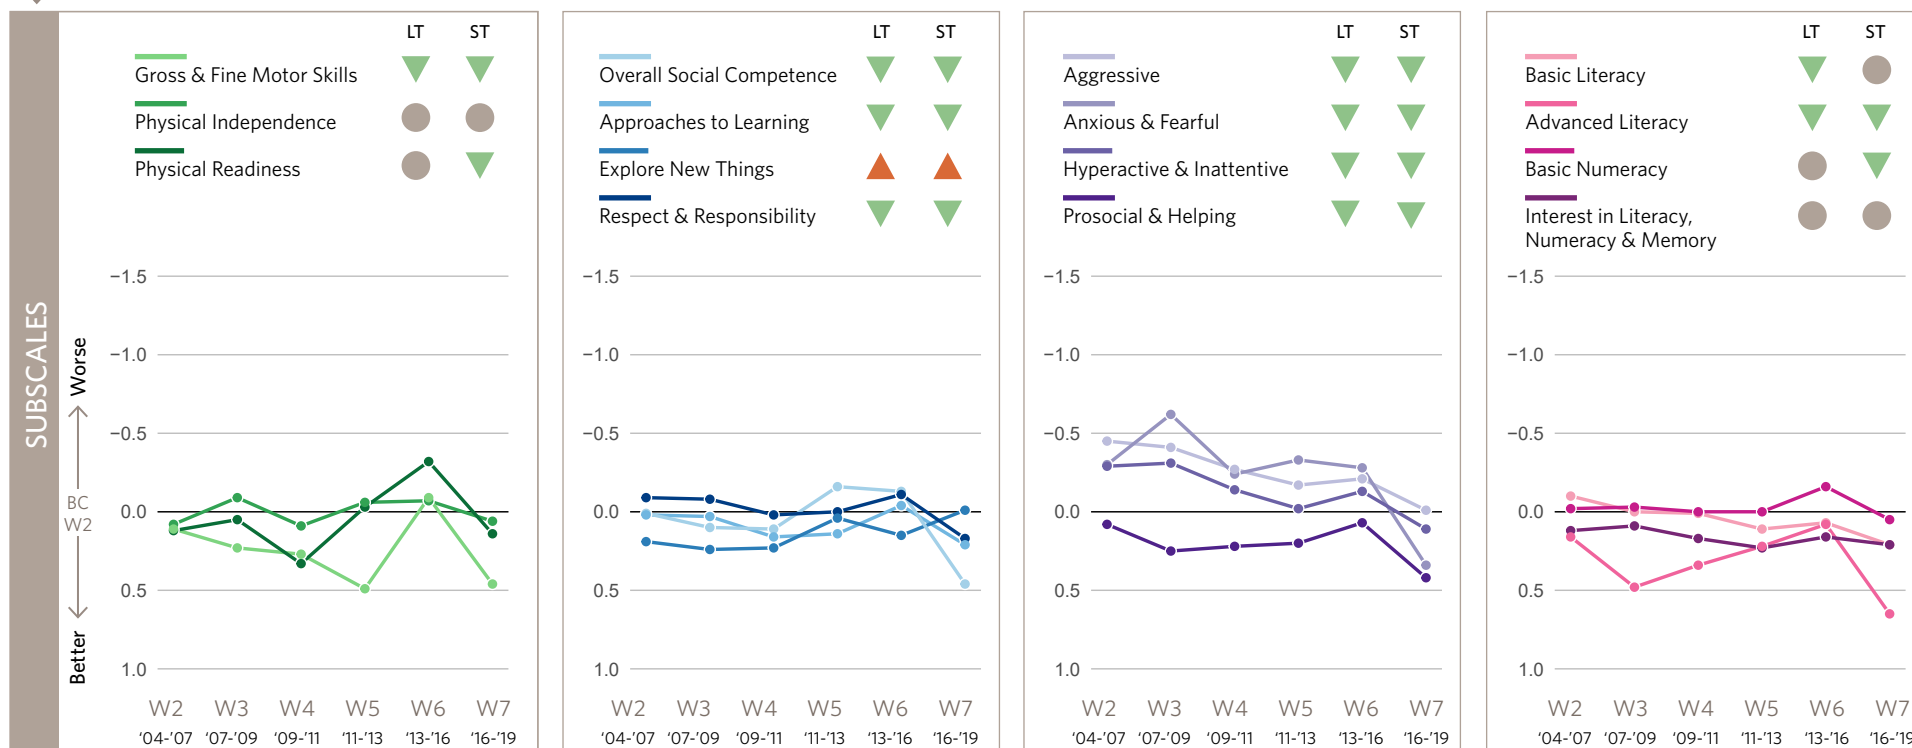 SUBSCALES
Worse
BC
W2
Better
LT ST
Gross & Fine Motor Skills
Physical Independence
Physical Readiness
−1.5
−1.0
−0.5
0.0
0.5
1.0
W2 W3 W4 W5 W6 W7
‘04-’07 ‘07-’09 ‘09-’11 ‘11-’13 ‘13-’16 ‘16-’19
LT ST
Overall Social Competence
Approaches to Learning
Explore New Things
Respect & Responsibility
−1.5
−1.0
−0.5
0.0
0.5
1.0
W2 W3 W4 W5 W6 W7
‘04-’07 ‘07-’09 ‘09-’11 ‘11-’13 ‘13-’16 ‘16-’19
LT ST
Aggressive
Anxious & Fearful
Hyperactive & Inattentive
Prosocial & Helping
−1.5
−1.0
−0.5
0.0
0.5
1.0
W2 W3 W4 W5 W6 W7
‘04-’07 ‘07-’09 ‘09-’11 ‘11-’13 ‘13-’16 ‘16-’19
LT ST
Basic Literacy
Advanced Literacy
Basic Numeracy
Interest in Literacy,
Numeracy & Memory
−1.5
−1.0
−0.5
0.0
0.5
1.0
W2 W3 W4 W5 W6 W7
‘04-’07 ‘07-’09 ‘09-’11 ‘11-’13 ‘13-’16 ‘16-’19